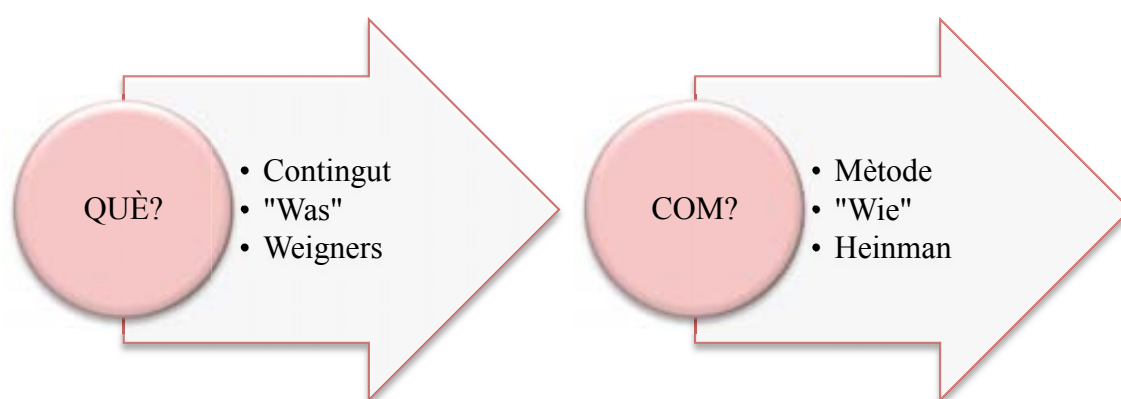 QUÈ?
• Contingut
• "Was"
• Weigners
COM?
• Mètode
• "Wie"
• Heinman